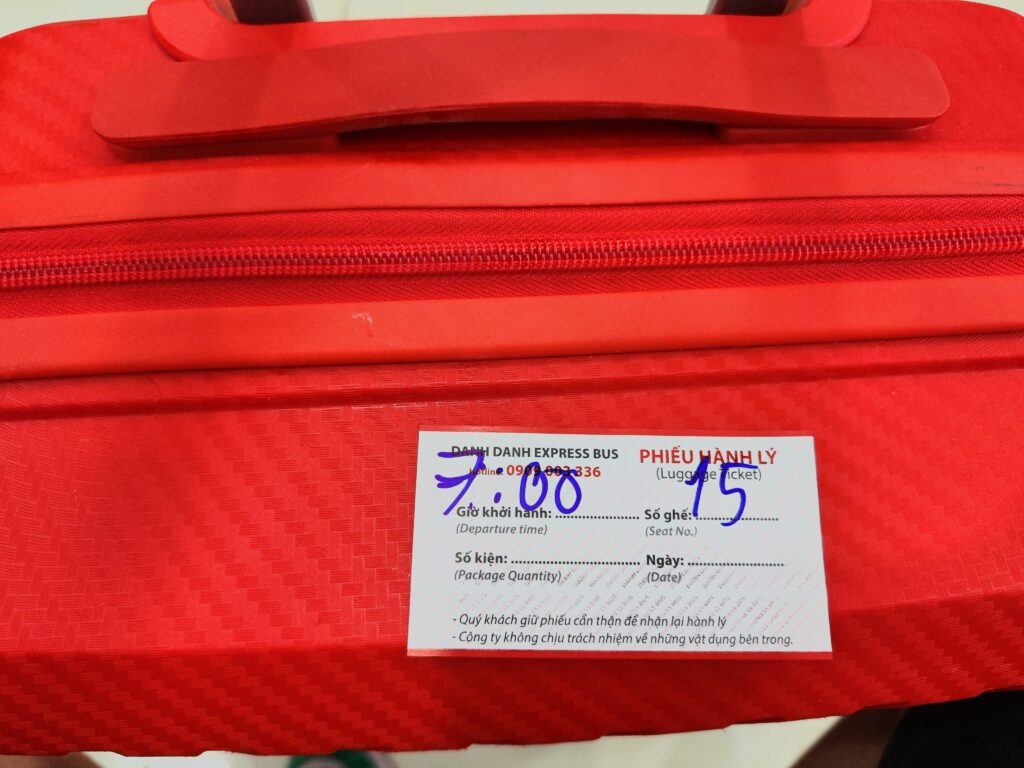 DANH DANH EXPRESS BUS
Hotline: 0909 003 336
PHIẾU HÀNH LÝ
(Luggage Ticket)
7:00
15
Giờ khởi hành: Số ghế:
(Departure time) (Seat No.)
Số kiện: Ngày:
(Package Quantity) (Date)
- Quý khách giữ phiếu cẩn thận để nhận lại hành lý
- Công ty không chịu trách nhiệm về những vật dụng bên trong.